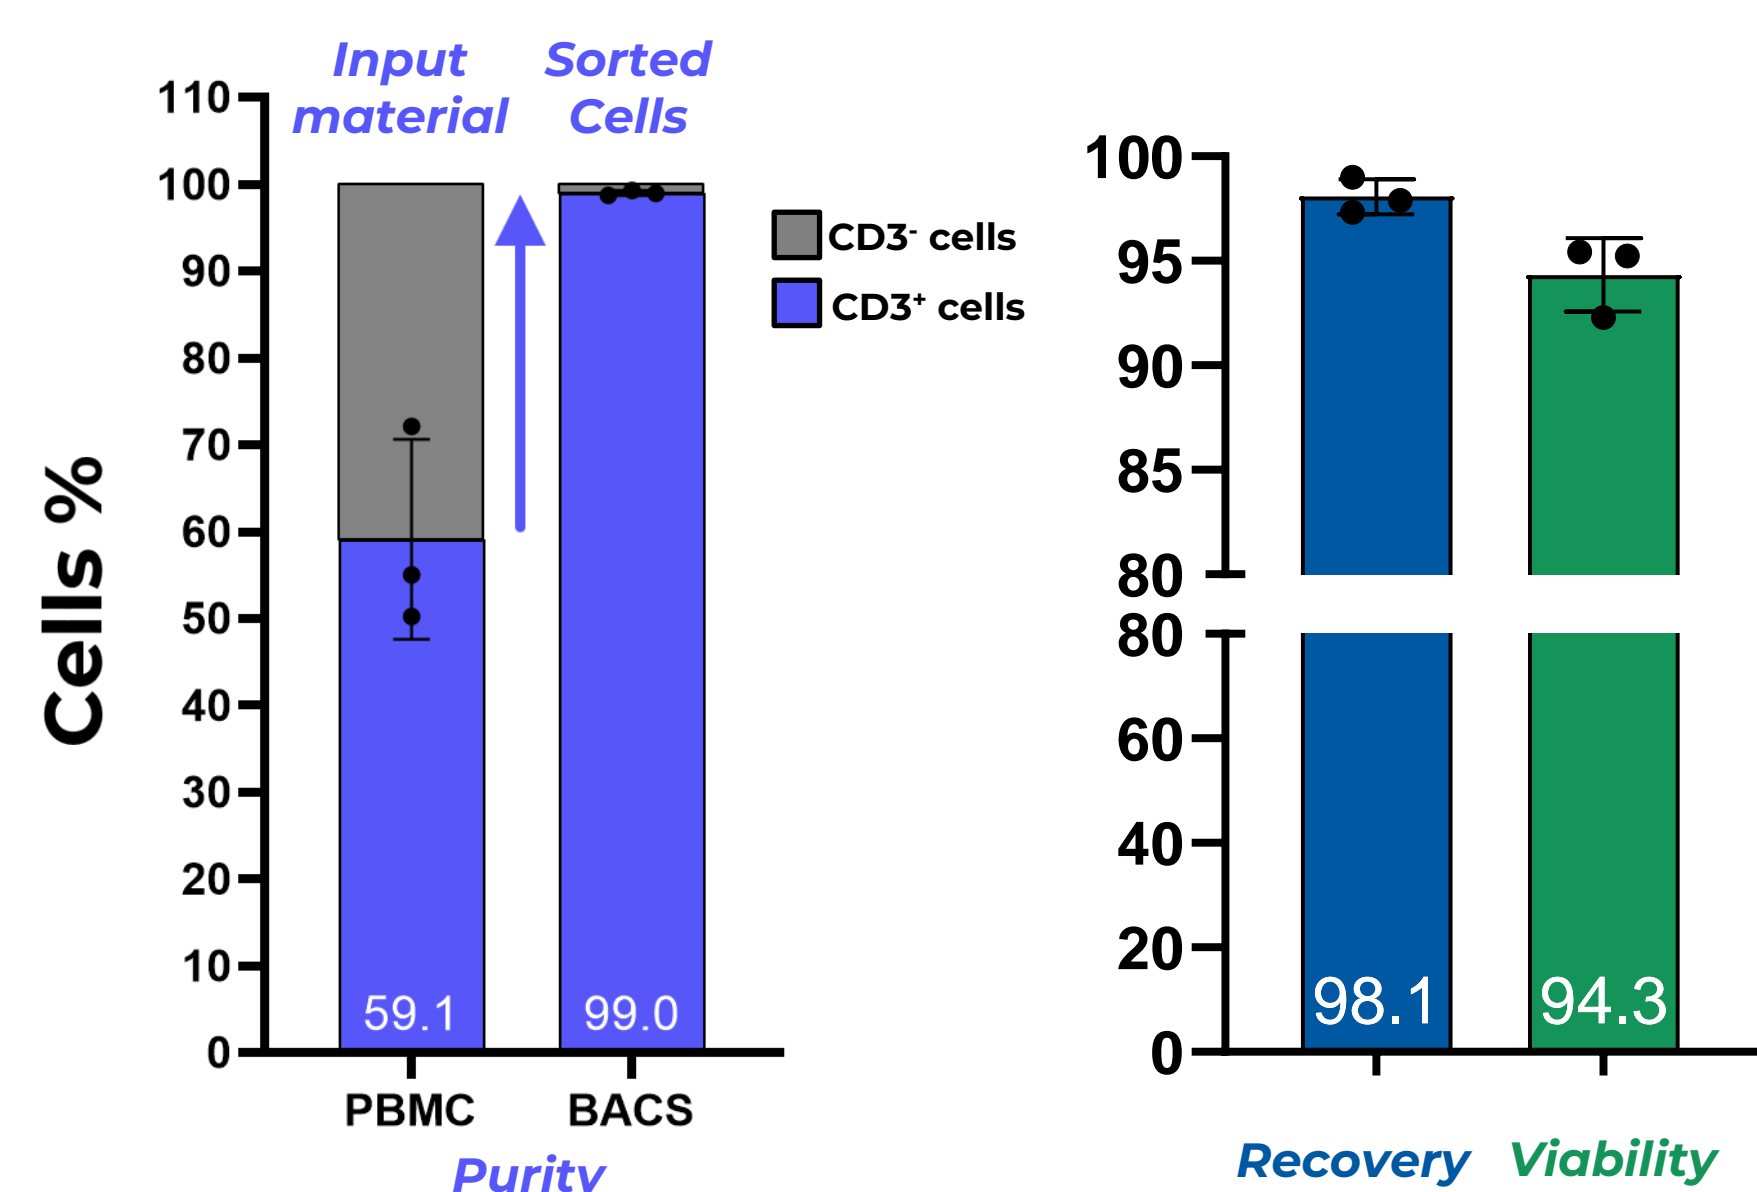 Input
material
Sorted
Cells
110
100
90
80
70
60
50
40
30
20
10
0
Cells %
59.1
99.0
PBMC
BACS
Purity
CD3⁻ cells
CD3⁺ cells
100
95
90
85
80
80
60
40
20
0
98.1
94.3
Recovery
Viability